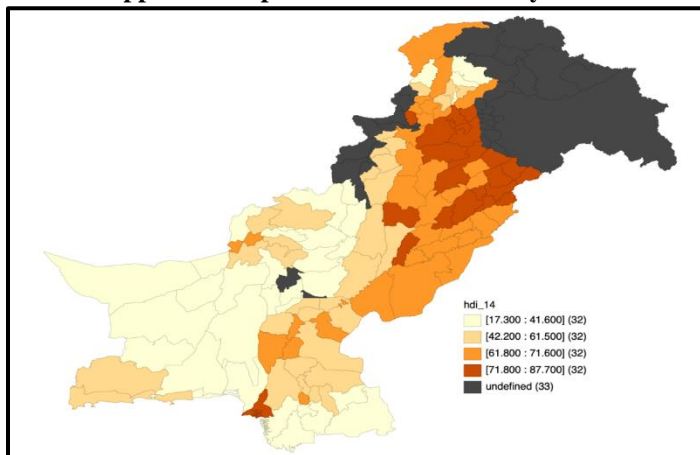 hdi_14
[17.300 : 41.600] (32)
[42.200 : 61.500] (32)
[61.800 : 71.600] (32)
[71.800 : 87.700] (32)
undefined (33)